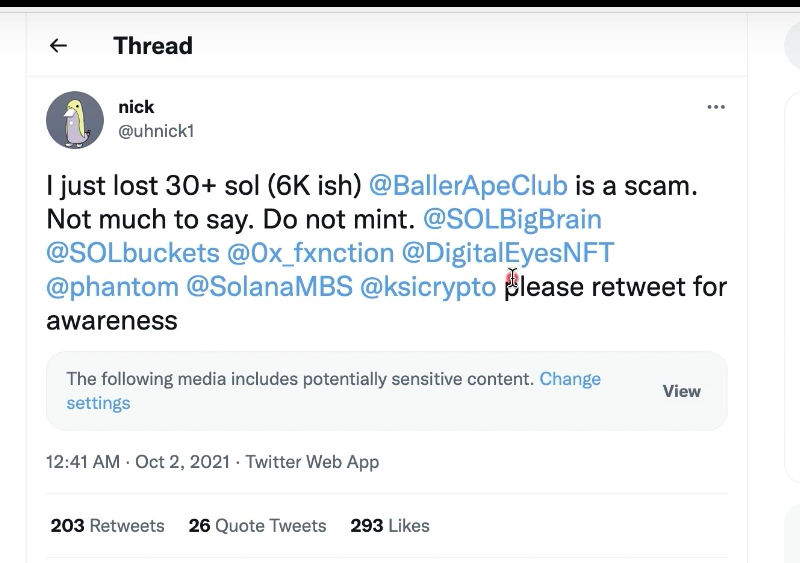 Thread
nick
@uhnick1
I just lost 30+ sol (6K ish) @BallerApeClub is a scam.
Not much to say. Do not mint. @SOLBigBrain
@SOLbuckets @0x_fxnction @DigitalEyesNFT
@phantom @SolanaMBS @ksicrypto please retweet for
awareness
The following media includes potentially sensitive content. Change
settings
View
12:41 AM · Oct 2, 2021 · Twitter Web App
203 Retweets 26 Quote Tweets 293 Likes